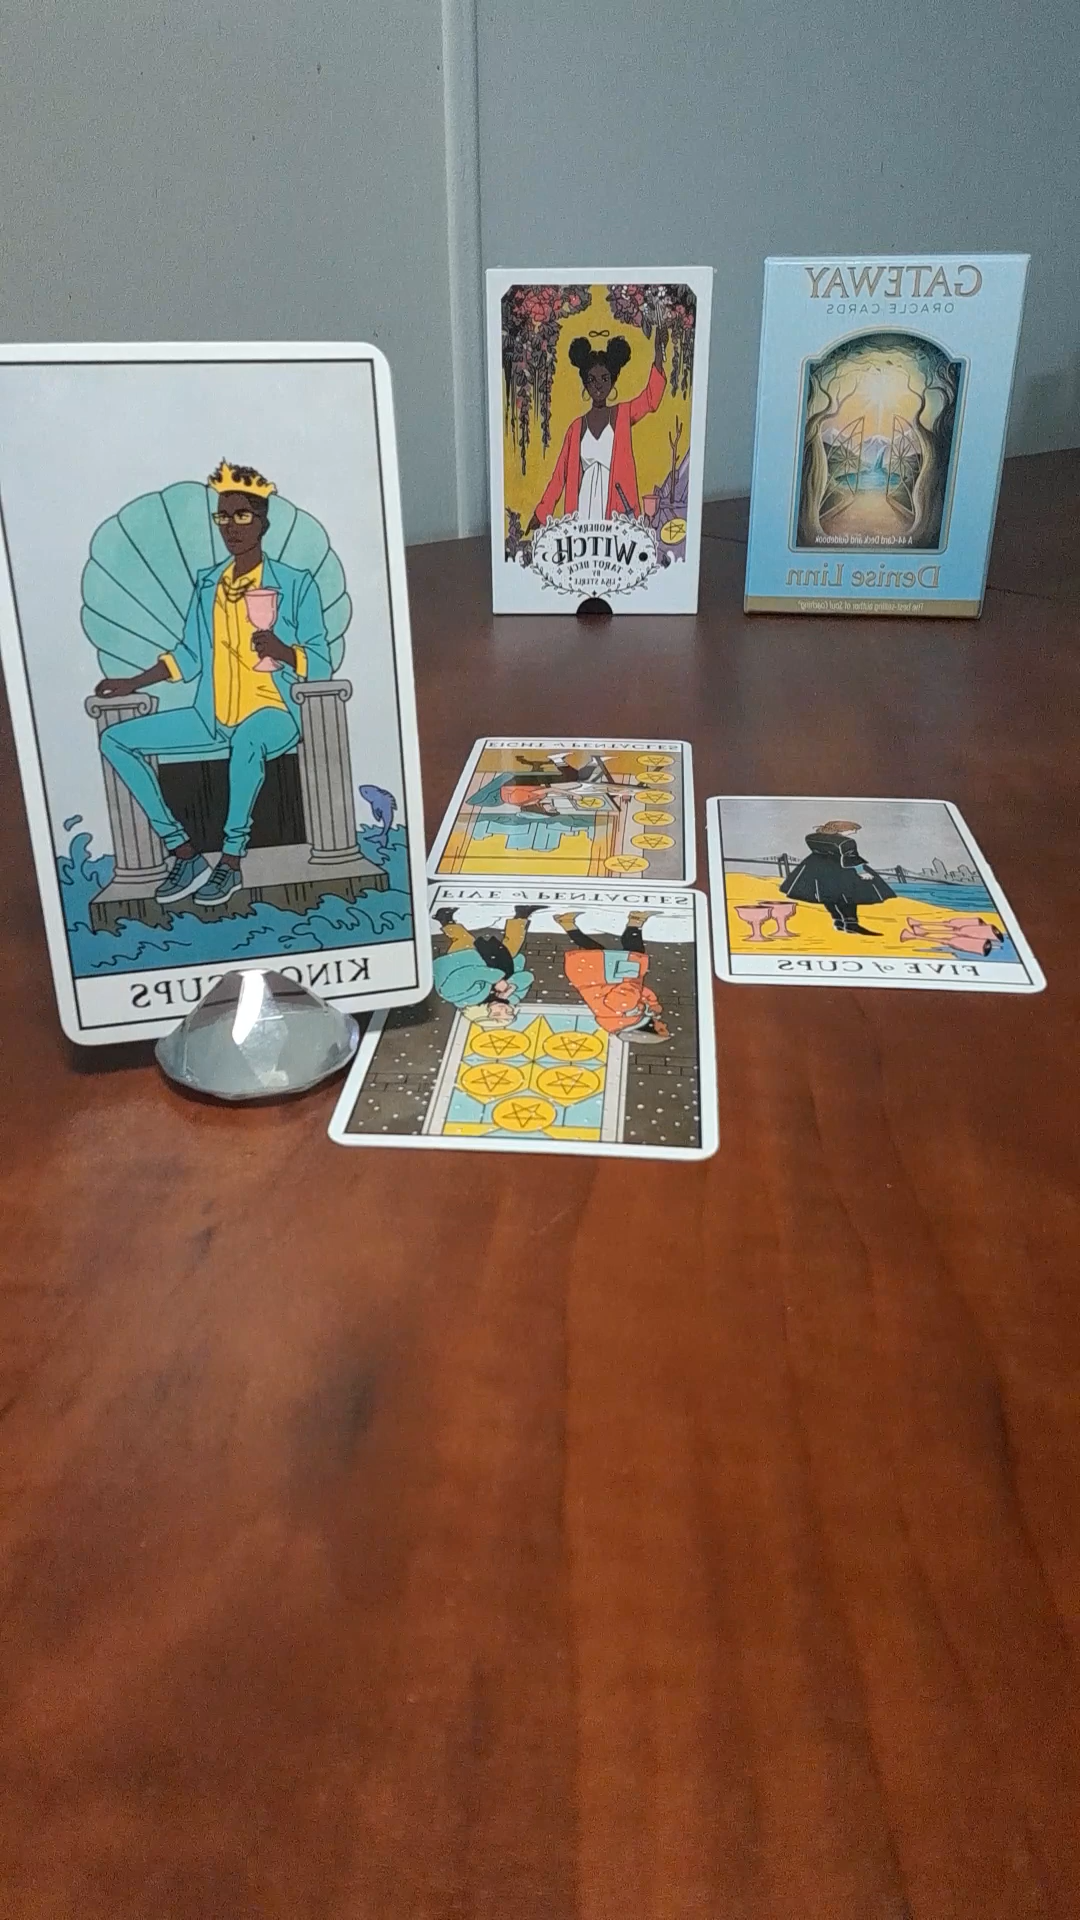 GATEWAY
ORACLE CARDS
A 44-Card Deck and Guidebook
Denise Linn
The best-selling author of Soul Coaching®
MODERN
WITCH
TAROT DECK
BY
LISA STERLE
EIGHT of PENTACLES
FIVE of PENTACLES
FIVE of CUPS
KING CUPS